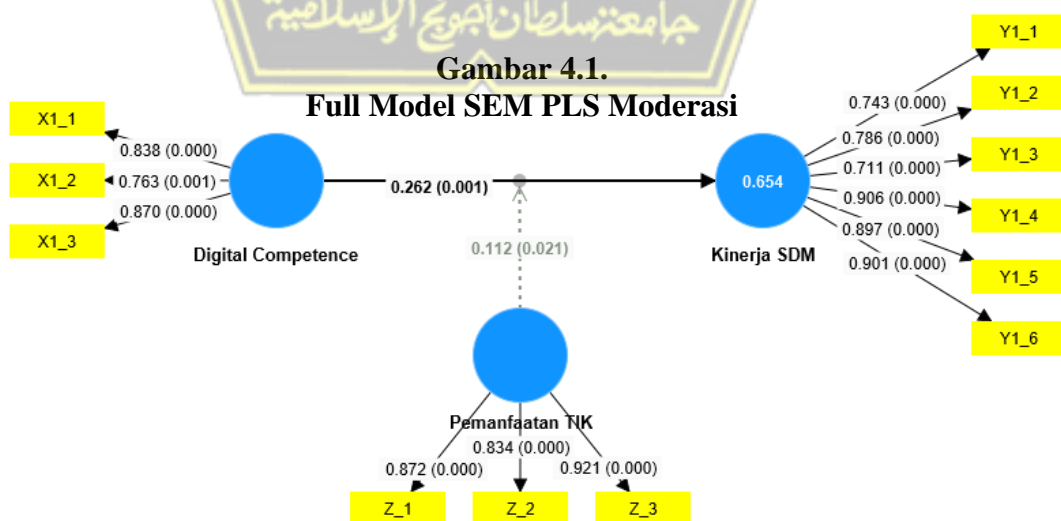 جامعتنسلطان أجونج الإسلامية
Gambar 4.1.
Full Model SEM PLS Moderasi
X1_1
X1_2
X1_3
0.838 (0.000)
0.763 (0.001)
0.870 (0.000)
Digital Competence
0.262 (0.001)
0.112 (0.021)
0.654
Kinerja SDM
0.743 (0.000)
0.786 (0.000)
0.711 (0.000)
0.906 (0.000)
0.897 (0.000)
0.901 (0.000)
Y1_1
Y1_2
Y1_3
Y1_4
Y1_5
Y1_6
Pemanfaatan TIK
0.872 (0.000)
0.834 (0.000)
0.921 (0.000)
Z_1
Z_2
Z_3